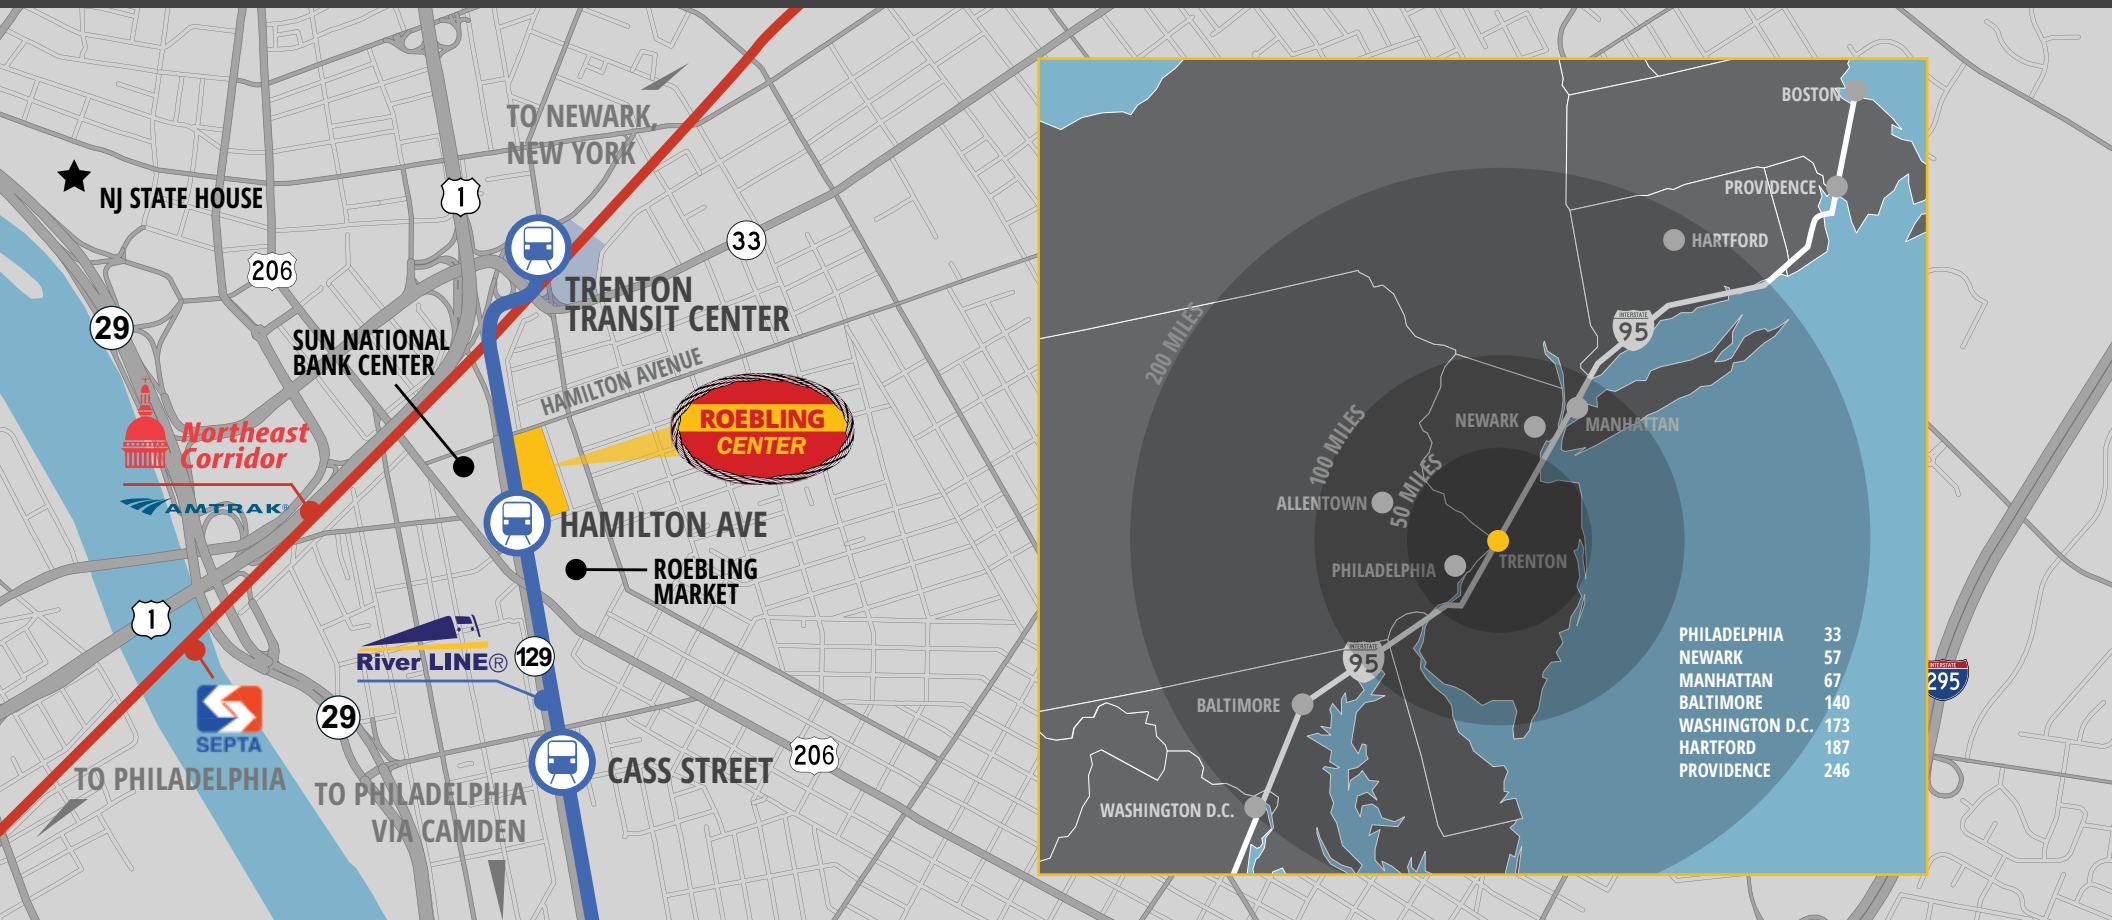 TO NEWARK,
NEW YORK
NJ STATE HOUSE
1
33
206
TRENTON
TRANSIT CENTER
29
SUN NATIONAL
BANK CENTER
HAMILTON AVENUE
ROEBLING
CENTER
Northeast
Corridor
AMTRAK®
HAMILTON AVE
ROEBLING
MARKET
1
River LINE®
129
29
SEPTA
TO PHILADELPHIA
TO PHILADELPHIA
VIA CAMDEN
CASS STREET
206
BOSTON
PROVIDENCE
HARTFORD
200 MILES
INTERSTATE
95
100 MILES
NEWARK
MANHATTAN
50 MILES
ALLENTOWN
TRENTON
PHILADELPHIA
INTERSTATE
95
BALTIMORE
WASHINGTON D.C.
PHILADELPHIA 33
NEWARK 57
MANHATTAN 67
BALTIMORE 140
WASHINGTON D.C. 173
HARTFORD 187
PROVIDENCE 246
INTERSTATE
295